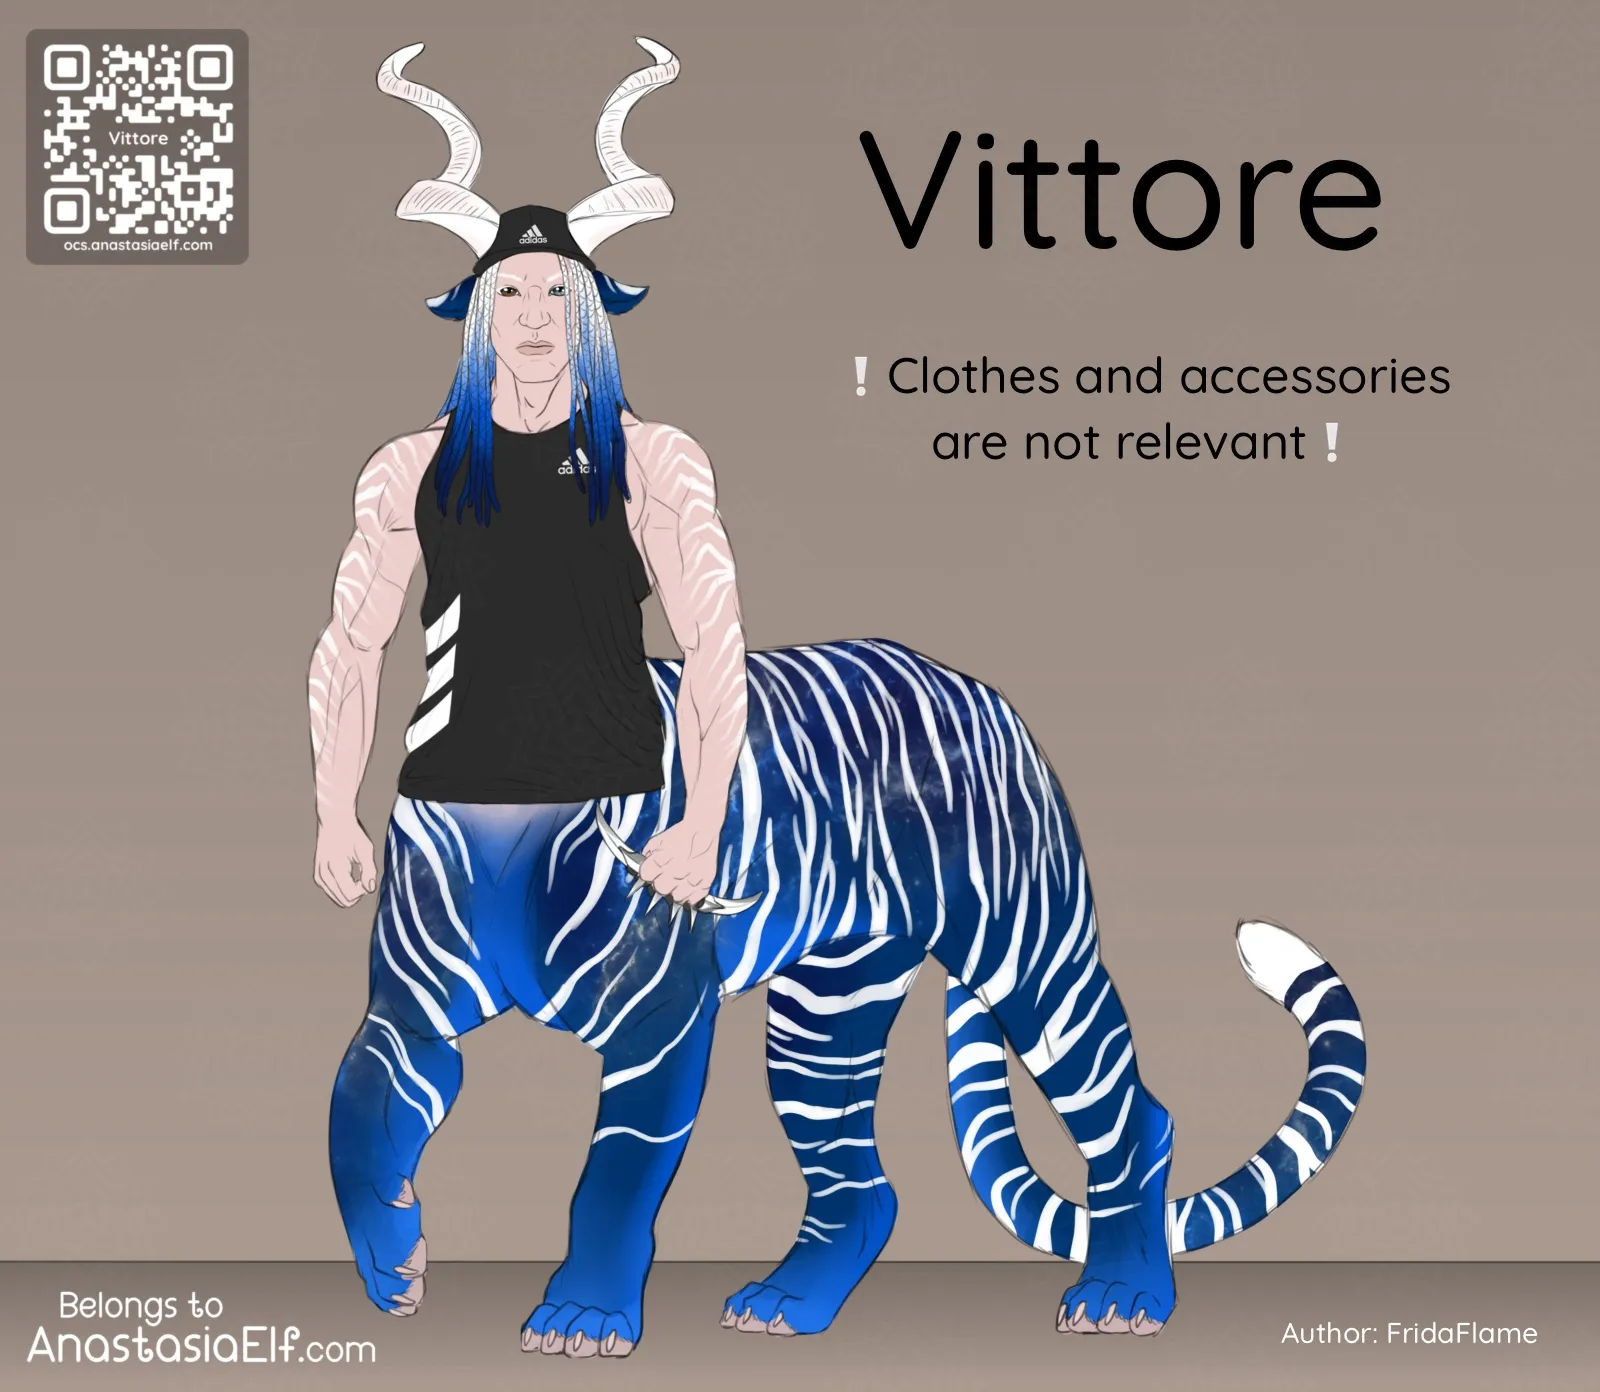 Vittore
ocs.anastasiaelf.com
adidas
Vittore
❕Clothes and accessories
are not relevant❕
adidas
Belongs to
AnastasiaElf.com
Author: FridaFlame